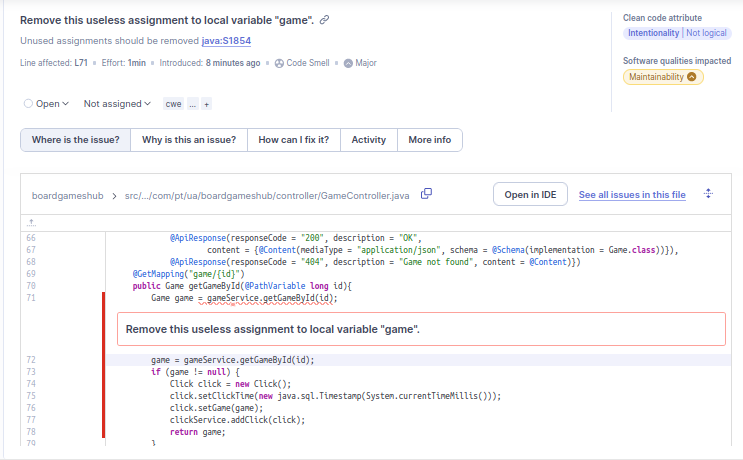 Remove this useless assignment to local variable "game".
Unused assignments should be removed java:S1854
Line affected: L71 • Effort: 1min • Introduced: 8 minutes ago • Code Smell • Major
Clean code attribute
Intentionality | Not logical
Software qualities impacted
Maintainability
Open Not assigned cwe ... +
Where is the issue? Why is this an issue? How can I fix it? Activity More info
boardgameshub > src/.../com/pt/ua/boardgameshub/controller/GameController.java Open in IDE See all issues in this file
66 @ApiResponse(responseCode = "200", description = "OK",
67 content = {@Content(mediaType = "application/json", schema = @Schema(implementation = Game.class))}),
68 @ApiResponse(responseCode = "404", description = "Game not found", content = @Content)})
69 @GetMapping("game/{id}")
70 public Game getGameById(@PathVariable long id){
71 Game game = gameService.getGameById(id);
Remove this useless assignment to local variable "game".
72 game = gameService.getGameById(id);
73 if (game != null) {
74 Click click = new Click();
75 click.setClickTime(new java.sql.Timestamp(System.currentTimeMillis()));
76 click.setGame(game);
77 clickService.addClick(click);
78 return game;
79 }